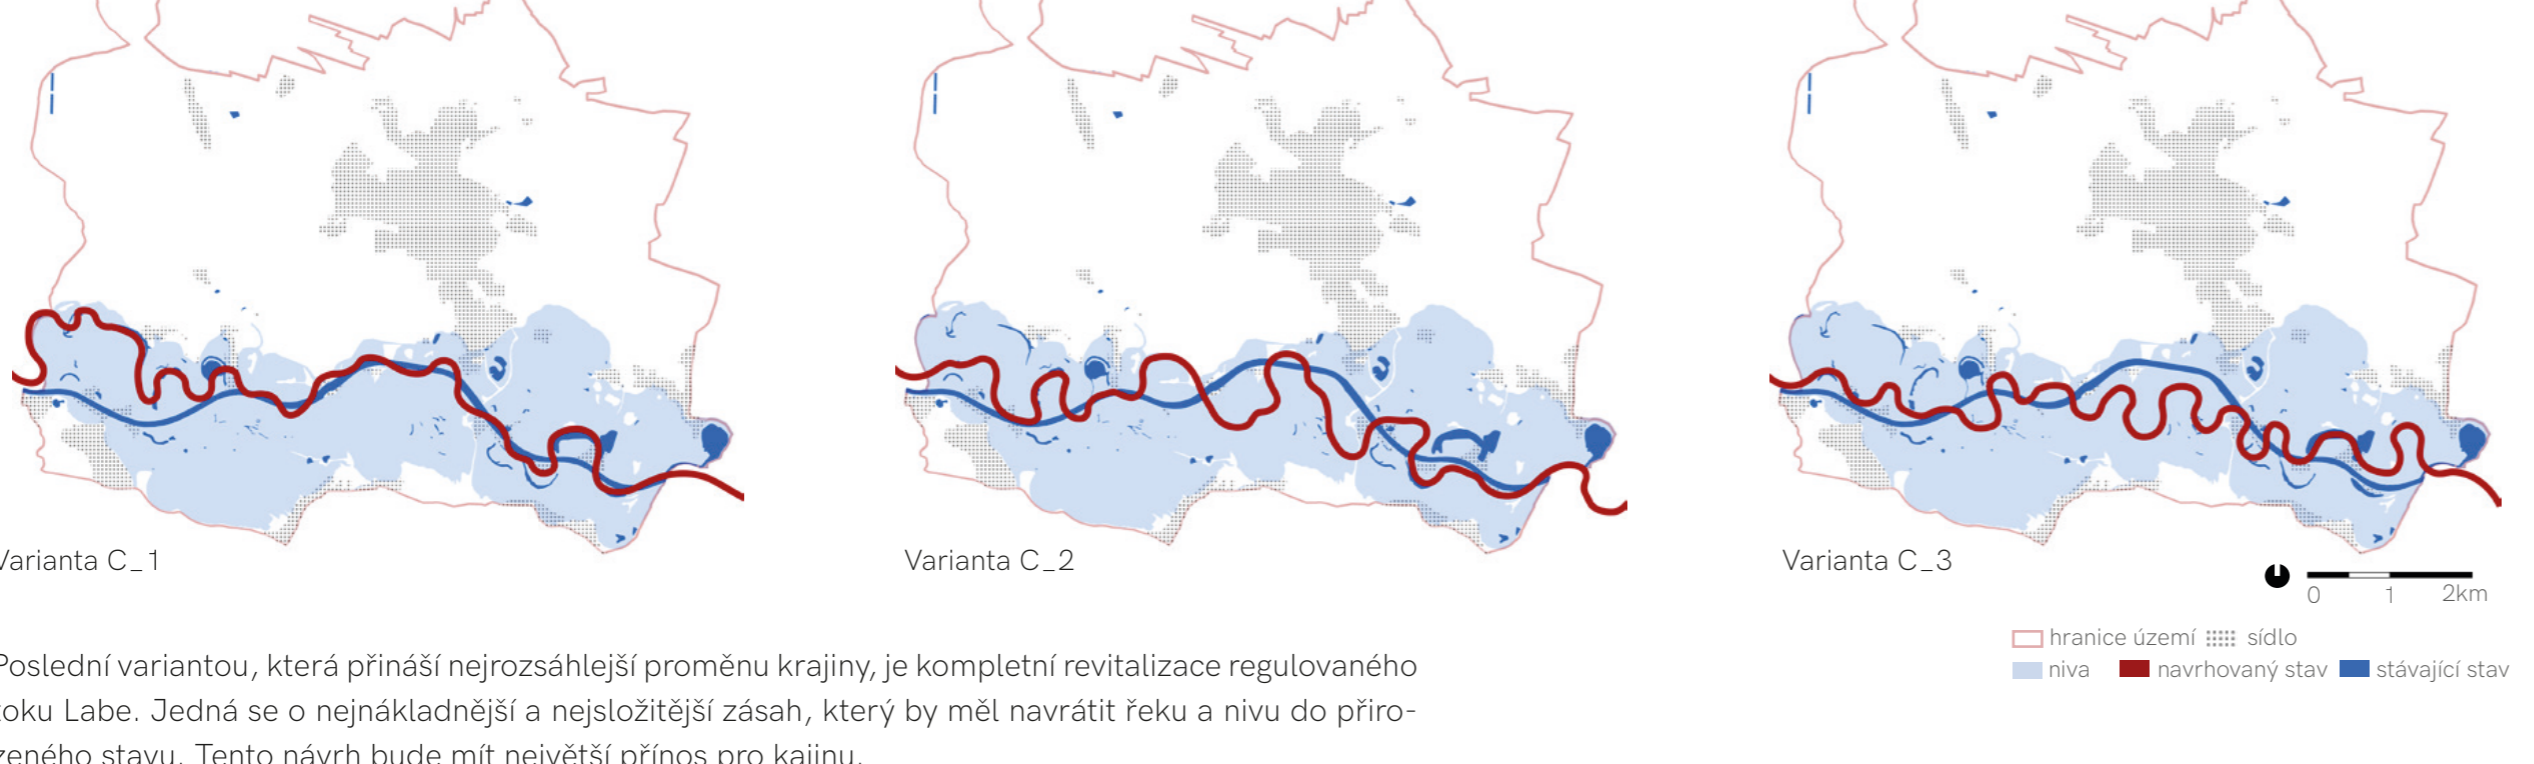 Varianta C_1
Varianta C_2
Varianta C_3
0 1 2km
hranice území sídlo
niva navrhovaný stav stávající stav
Poslední variantou, která přináší nejrozsáhlejší proměnu krajiny, je kompletní revitalizace regulovaného
toku Labe. Jedná se o nejnákladnější a nejsložitější zásah, který by měl navrátit řeku a nivu do přiro-
zeného stavu. Tento návrh bude mít největší přínos pro kajinu.